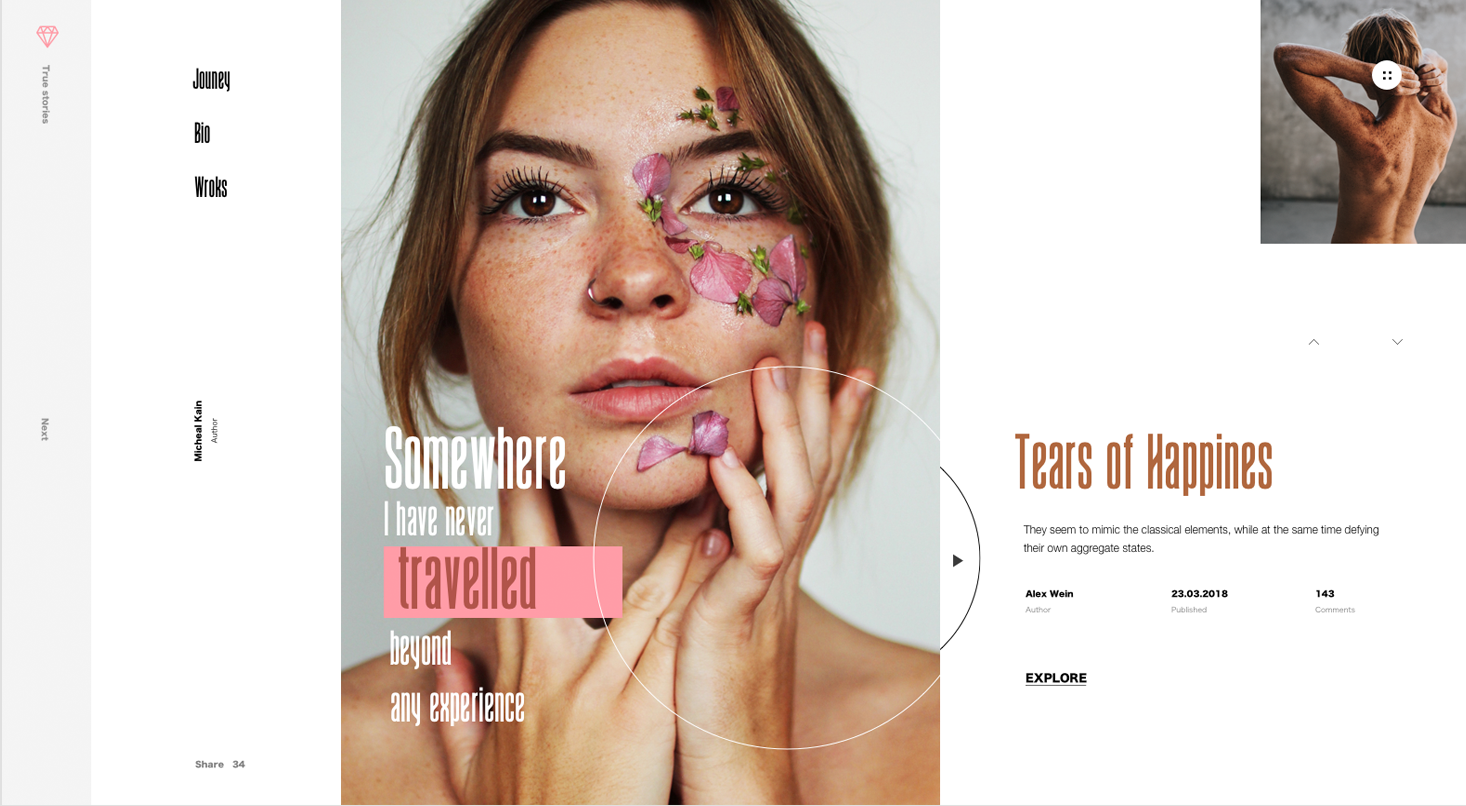 True stories
Next
Jouney
Bio
Wroks
Micheal Kain
Author
Share 34
Somewhere
I have never
travelled
beyond
any experience
Tears of Happines
They seem to mimic the classical elements, while at the same time defying
their own aggregate states.
Alex Wein
Author
23.03.2018
Published
143
Comments
EXPLORE